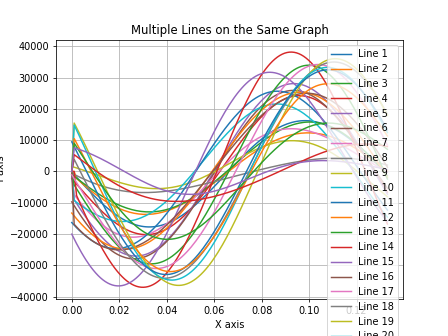 Multiple Lines on the Same Graph
40000
30000
20000
10000
0
−10000
−20000
−30000
−40000
0.00
0.02
0.04
0.06
0.08
0.10
X axis
Line 1
Line 2
Line 3
Line 4
Line 5
Line 6
Line 7
Line 8
Line 9
Line 10
Line 11
Line 12
Line 13
Line 14
Line 15
Line 16
Line 17
Line 18
Line 19
Line 20